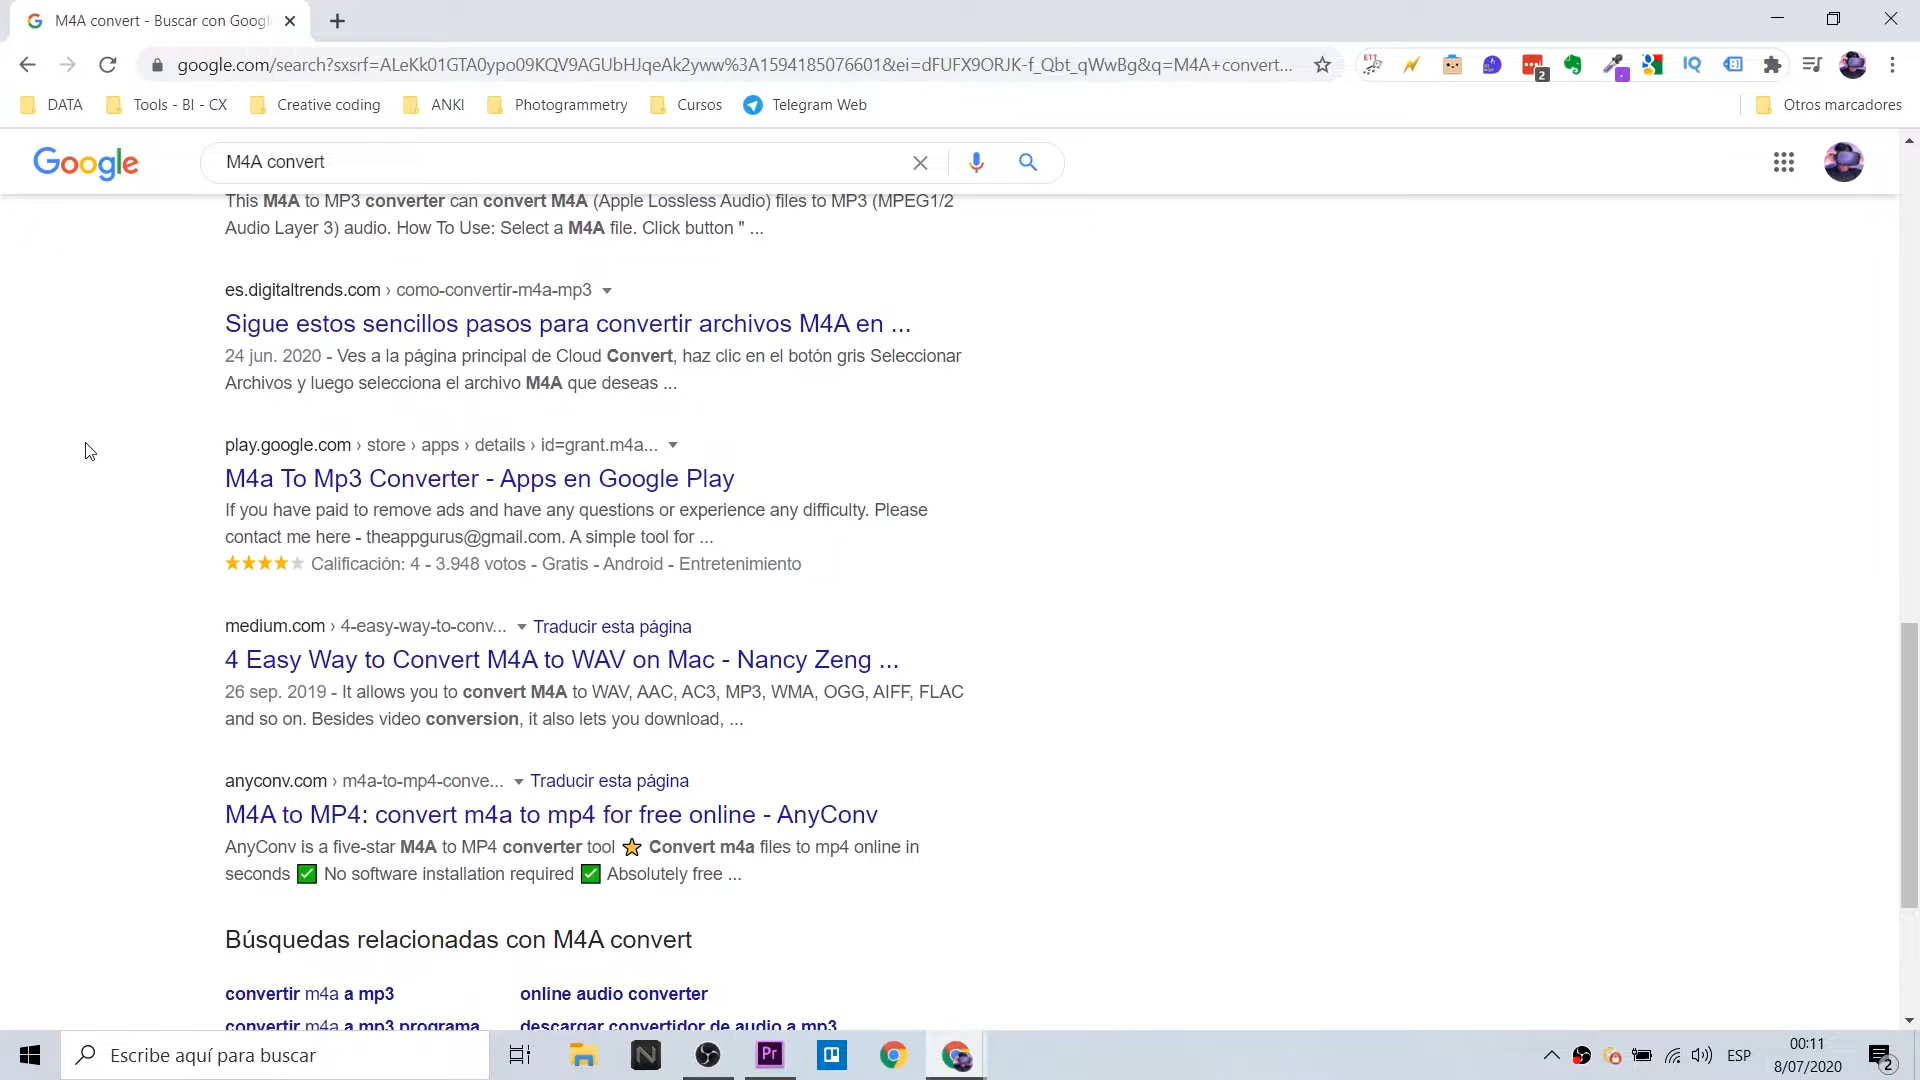 M4A convert - Buscar con Googl
google.com/search?sxsrf=ALeKk01GTA0ypo09KQV9AGUbHJqeAk2yww%3A1594185076601&ei=dFUFX9ORJK-f_Qbt_qWwBg&q=M4A+convert...
2
IQ
DATA
Tools - BI - CX
Creative coding
ANKI
Photogrammetry
Cursos
Telegram Web
Otros marcadores
Google
M4A convert
This M4A to MP3 converter can convert M4A (Apple Lossless Audio) files to MP3 (MPEG1/2
Audio Layer 3) audio. How To Use: Select a M4A file. Click button " ...
es.digitaltrends.com › como-convertir-m4a-mp3
Sigue estos sencillos pasos para convertir archivos M4A en ...
24 jun. 2020 - Ves a la página principal de Cloud Convert, haz clic en el botón gris Seleccionar
Archivos y luego selecciona el archivo M4A que deseas ...
play.google.com › store › apps › details › id=grant.m4a...
M4a To Mp3 Converter - Apps en Google Play
If you have paid to remove ads and have any questions or experience any difficulty. Please
contact me here - theappgurus@gmail.com. A simple tool for ...
Calificación: 4 - 3.948 votos - Gratis - Android - Entretenimiento
medium.com › 4-easy-way-to-conv... Traducir esta página
4 Easy Way to Convert M4A to WAV on Mac - Nancy Zeng ...
26 sep. 2019 - It allows you to convert M4A to WAV, AAC, AC3, MP3, WMA, OGG, AIFF, FLAC
and so on. Besides video conversion, it also lets you download, ...
anyconv.com › m4a-to-mp4-conve... Traducir esta página
M4A to MP4: convert m4a to mp4 for free online - AnyConv
AnyConv is a five-star M4A to MP4 converter tool ⭐ Convert m4a files to mp4 online in
seconds ✅ No software installation required ✅ Absolutely free ...
Búsquedas relacionadas con M4A convert
convertir m4a a mp3
online audio converter
convertir m4a a mp3 programa
descargar convertidor de audio a mp3
Escribe aquí para buscar
N
Pr
ESP
00:11
8/07/2020
2